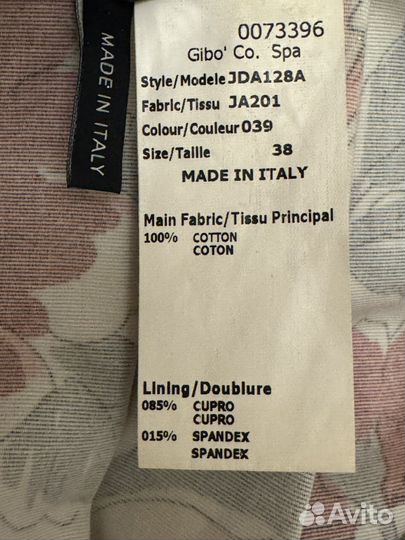 MADE IN ITALY
0073396
Gibo' Co. Spa
Style/Modele JDA128A
Fabric/Tissu JA201
Colour/Couleur 039
Size/Taille 38
MADE IN ITALY
Main Fabric/Tissu Principal
100% COTTON
COTON
Lining/Doublure
085% CUPRO
CUPRO
015% SPANDEX
SPANDEX
Avito